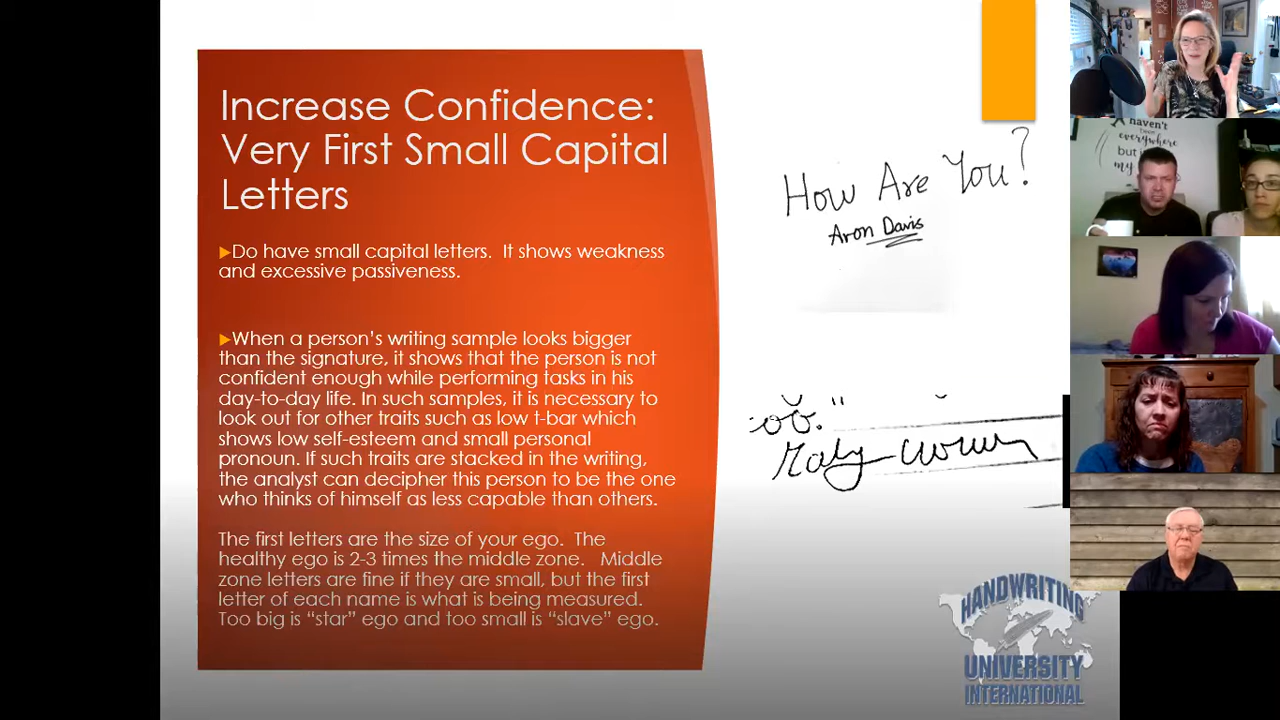 Increase Confidence:
Very First Small Capital
Letters
▶Do have small capital letters. It shows weakness
and excessive passiveness.
▶When a person's writing sample looks bigger
than the signature, it shows that the person is not
confident enough while performing tasks in his
day-to-day life. In such samples, it is necessary to
look out for other traits such as low t-bar which
shows low self-esteem and small personal
pronoun. If such traits are stacked in the writing,
the analyst can decipher this person to be the one
who thinks of himself as less capable than others.
The first letters are the size of your ego. The
healthy ego is 2-3 times the middle zone. Middle
zone letters are fine if they are small, but the first
letter of each name is what is being measured.
Too big is “star” ego and too small is “slave” ego.
How Are You?
Aron Davis
HANDWRITING
UNIVERSITY
INTERNATIONAL
haven't
been
everywhere
but
my